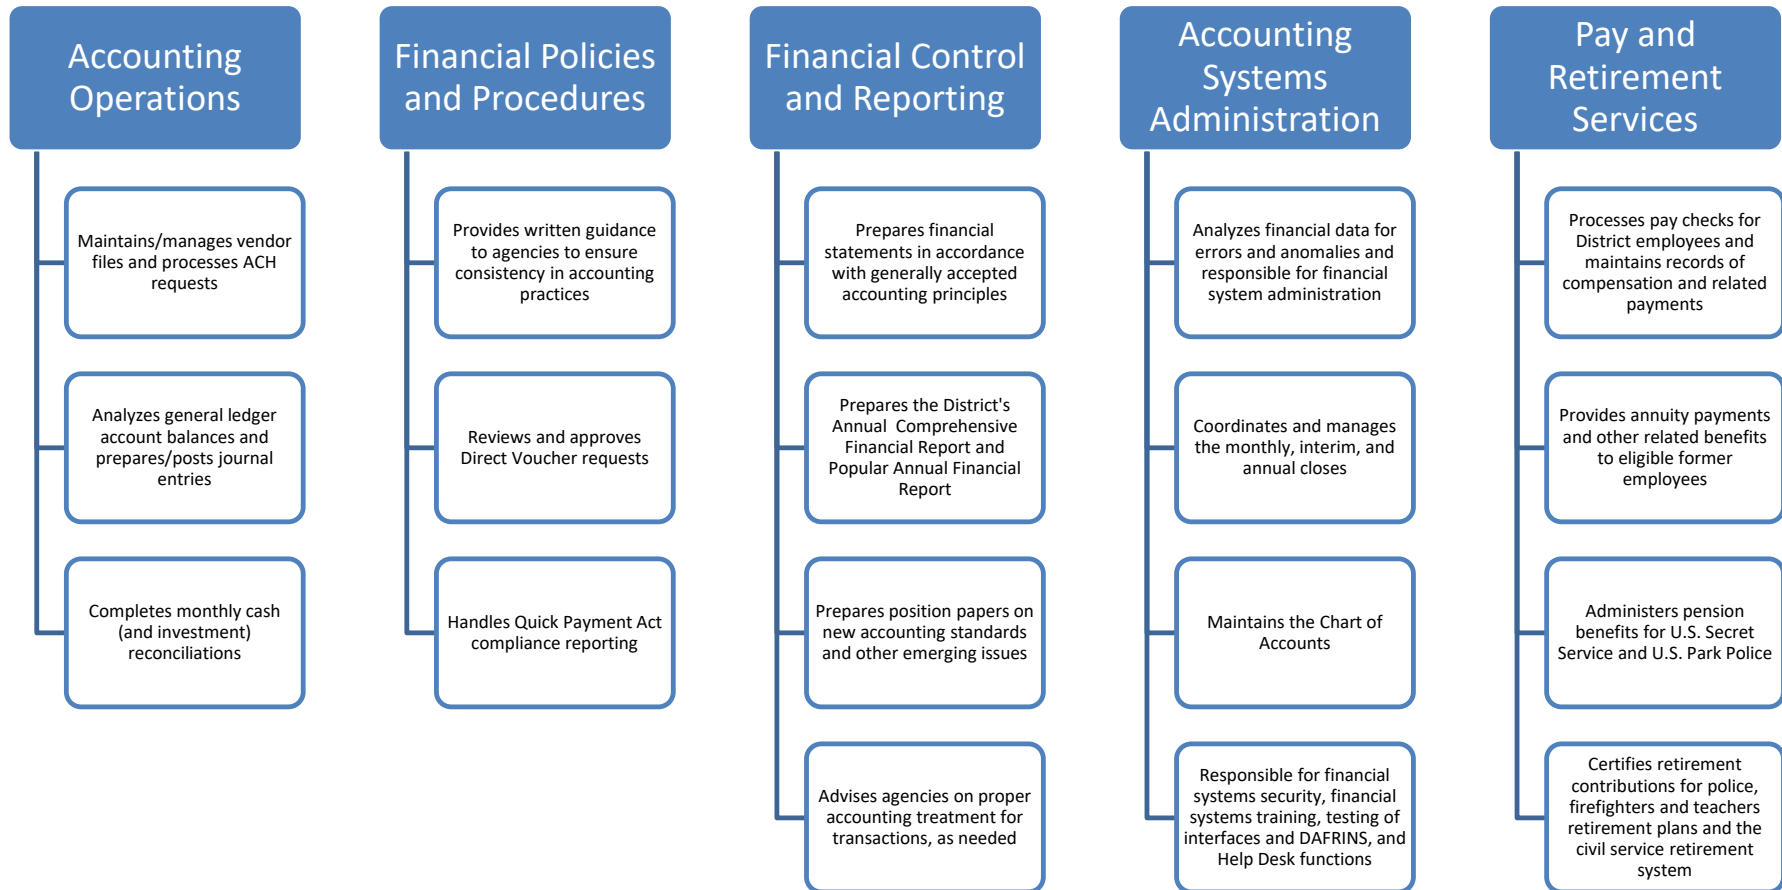 Accounting
Operations
Maintains/manages vendor
files and processes ACH
requests
Analyzes general ledger
account balances and
prepares/posts journal
entries
Completes monthly cash
(and investment)
reconciliations
Financial Policies
and Procedures
Provides written guidance
to agencies to ensure
consistency in accounting
practices
Reviews and approves
Direct Voucher requests
Handles Quick Payment Act
compliance reporting
Financial Control
and Reporting
Prepares financial
statements in accordance
with generally accepted
accounting principles
Prepares the District's
Annual Comprehensive
Financial Report and
Popular Annual Financial
Report
Prepares position papers on
new accounting standards
and other emerging issues
Advises agencies on proper
accounting treatment for
transactions, as needed
Accounting
Systems
Administration
Analyzes financial data for
errors and anomalies and
responsible for financial
system administration
Coordinates and manages
the monthly, interim, and
annual closes
Maintains the Chart of
Accounts
Responsible for financial
systems security, financial
systems training, testing of
interfaces and DAFRINS, and
Help Desk functions
Pay and
Retirement
Services
Processes pay checks for
District employees and
maintains records of
compensation and related
payments
Provides annuity payments
and other related benefits
to eligible former
employees
Administers pension
benefits for U.S. Secret
Service and U.S. Park Police
Certifies retirement
contributions for police,
firefighters and teachers
retirement plans and the
civil service retirement
system